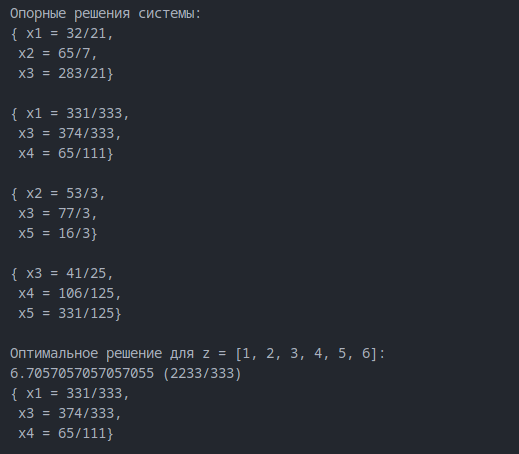 Опорные решения системы:
{ x1 = 32/21,
x2 = 65/7,
x3 = 283/21}
{ x1 = 331/333,
x3 = 374/333,
x4 = 65/111}
{ x2 = 53/3,
x3 = 77/3,
x5 = 16/3}
{ x3 = 41/25,
x4 = 106/125,
x5 = 331/125}
Оптимальное решение для z = [1, 2, 3, 4, 5, 6]:
6.7057057057057055 (2233/333)
{ x1 = 331/333,
x3 = 374/333,
x4 = 65/111}